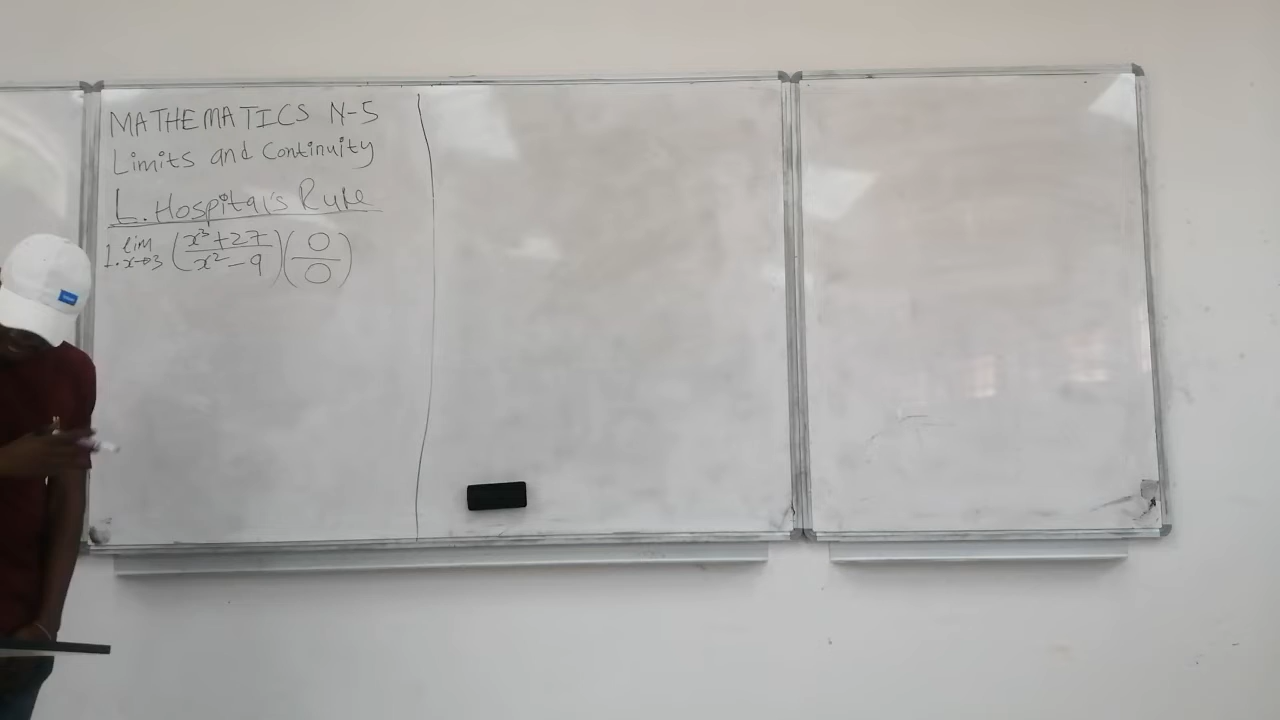 MATHEMATICS N-5
Limits and Continuity
L. Hospital's Rule
1. lim x→3 (x³+27 / x²-9) (0/0)